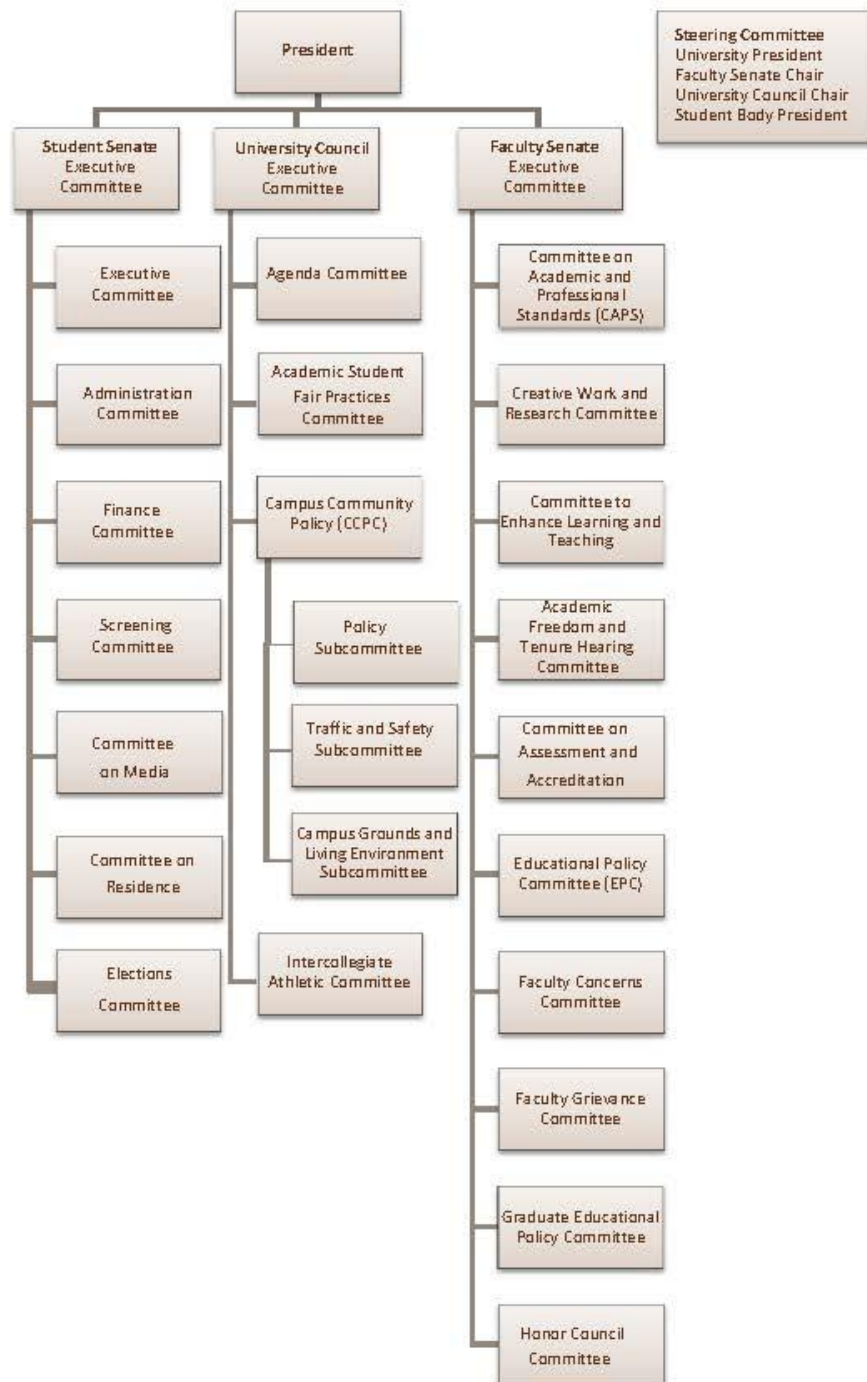 President
Steering Committee
University President
Faculty Senate Chair
University Council Chair
Student Body President
Student Senate
Executive
Committee
University Council
Executive
Committee
Faculty Senate
Executive
Committee
Executive
Committee
Administration
Committee
Finance
Committee
Screening
Committee
Committee
on Media
Committee on
Residence
Elections
Committee
Agenda Committee
Academic Student
Fair Practices
Committee
Campus Community
Policy (CCPC)
Policy
Subcommittee
Traffic and Safety
Subcommittee
Campus Grounds and
Living Environment
Subcommittee
Intercollegiate
Athletic Committee
Committee on
Academic and
Professional
Standards (CAPS)
Creative Work and
Research Committee
Committee to
Enhance Learning and
Teaching
Academic
Freedom and
Tenure Hearing
Committee
Committee on
Assessment and
Accreditation
Educational Policy
Committee (EPC)
Faculty Concerns
Committee
Faculty Grievance
Committee
Graduate Educational
Policy Committee
Honor Council
Committee